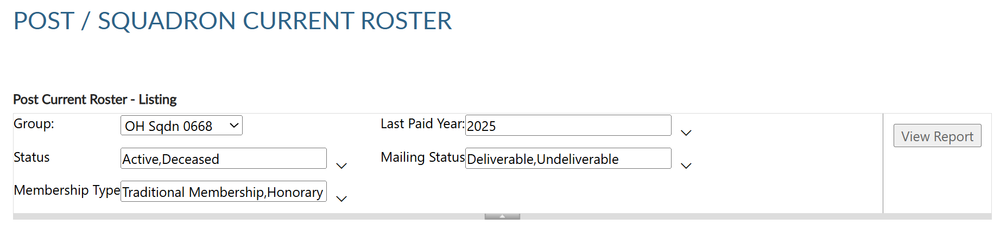 POST / SQUADRON CURRENT ROSTER
Post Current Roster - Listing
Group: OH Sqdn 0668 Last Paid Year: 2025 View Report
Status Active,Deceased Mailing Status Deliverable,Undeliverable
Membership Type Traditional Membership,Honorary